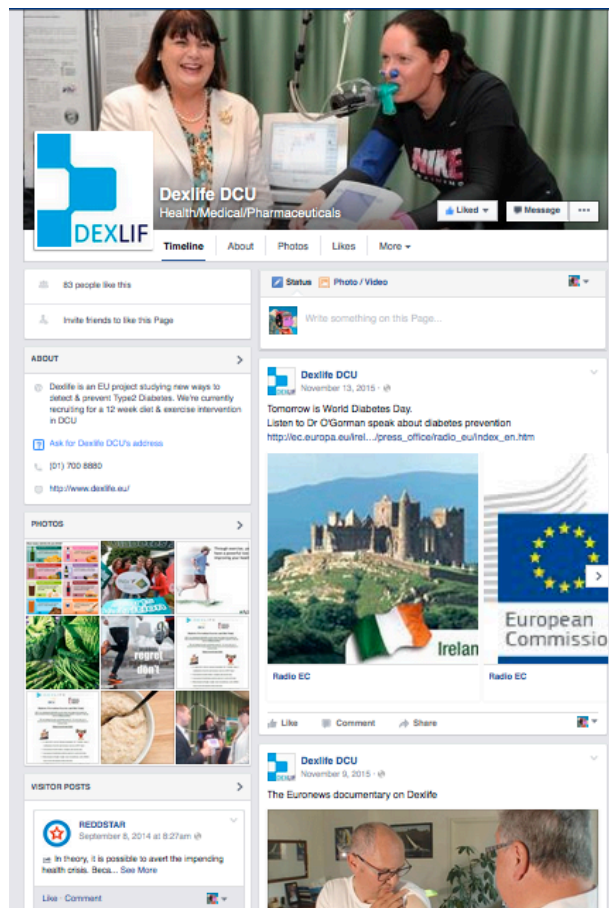 NIKE
TRAINING
DEXLIF
Dexlife DCU
Health/Medical/Pharmaceuticals
Liked
Message
Timeline
About
Photos
Likes
More
83 people like this
Invite friends to like this Page
ABOUT
Dexlife is an EU project studying new ways to
detect & prevent Type2 Diabetes. We're currently
recruiting for a 12 week diet & exercise intervention
in DCU
Ask for Dexlife DCU's address
(01) 700 8880
http://www.dexlife.eu/
PHOTOS
regret
don't
VISITOR POSTS
REDDSTAR
September 8, 2014 at 8:27am
In theory, it is possible to avert the impending
health crisis. Beca... See More
Like · Comment
Status
Photo / Video
Write something on this Page...
Dexlife DCU
November 13, 2015
Tomorrow is World Diabetes Day.
Listen to Dr O'Gorman speak about diabetes prevention
http://ec.europa.eu/irel.../press_office/radio_eu/index_en.htm
Irelan
European
Commissio
Radio EC
Radio EC
Like
Comment
Share
Dexlife DCU
November 9, 2015
The Euronews documentary on Dexlife